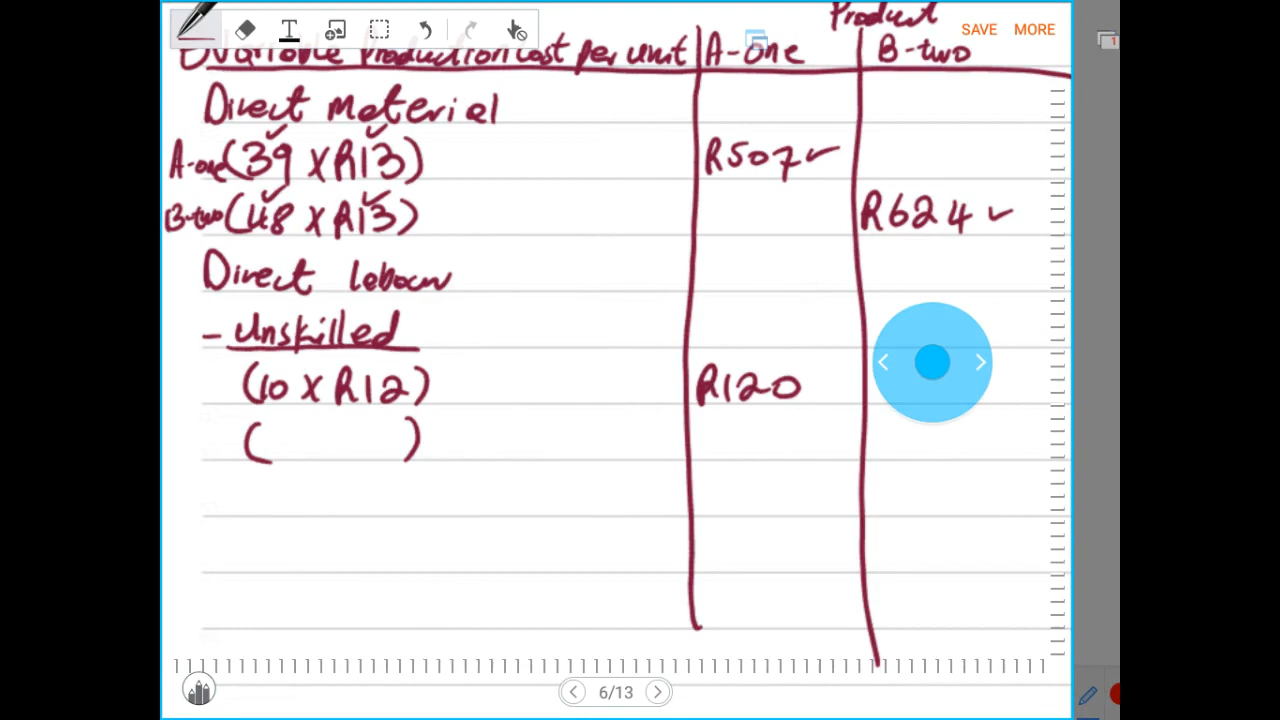 Product
SAVE MORE
Variable Production Cost per unit A-one B-two
Direct Material
A-one (39 x R13) R507 ✓
B-two (48 x R13) R624 ✓
Direct labour
- Unskilled
(10 x R12) R120
( )
6/13